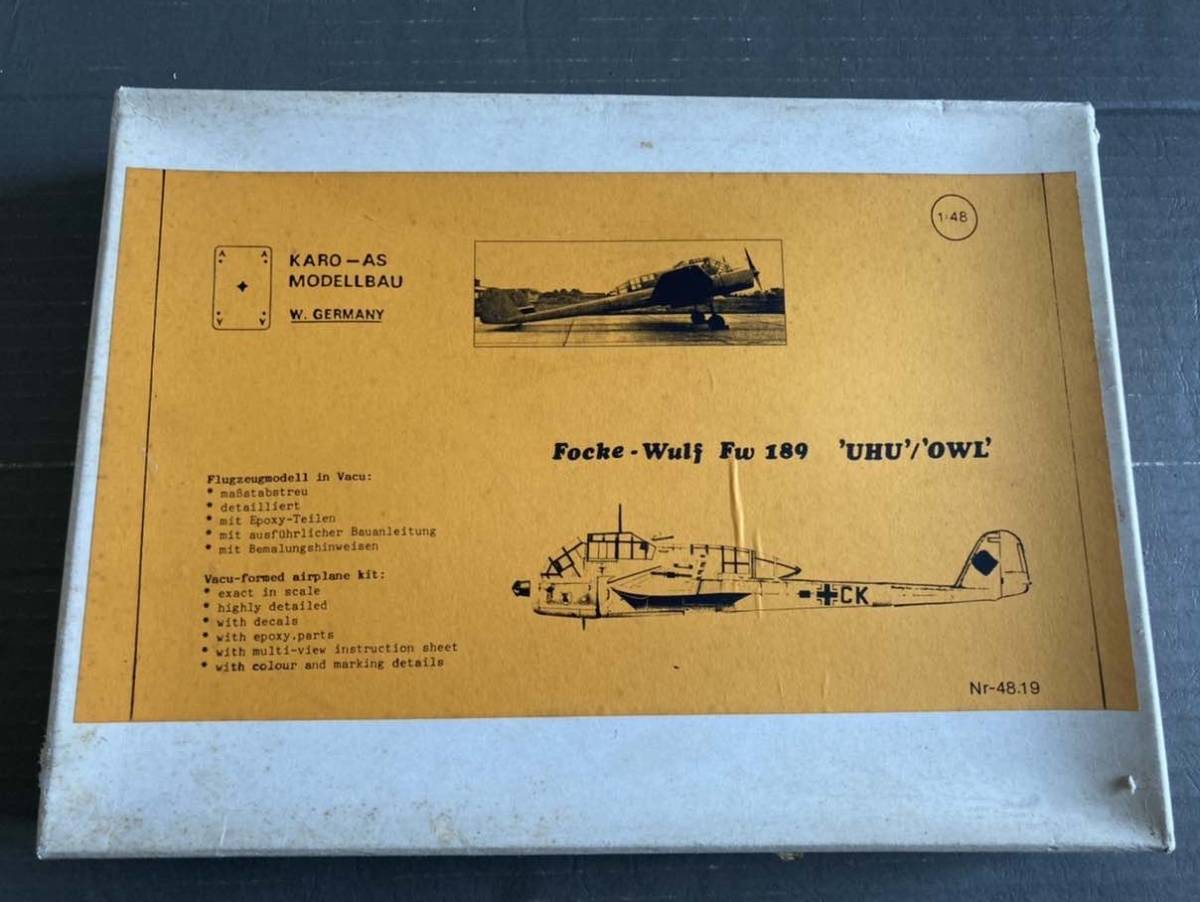 1:48
A A
KARO-AS
MODELLBAU
W. GERMANY
A A
Focke-Wulf Fw 189 'UHU'/'OWL'
Flugzeugmodell in Vacu:
* maßstabstreu
* detailliert
* mit Epoxy-Teilen
* mit ausführlicher Bauanleitung
* mit Bemalungshinweisen
Vacu-formed airplane kit:
* exact in scale
* highly detailed
* with decals
* with epoxy.parts
* with multi-view instruction sheet
* with colour and marking details
CK
Nr-48.19